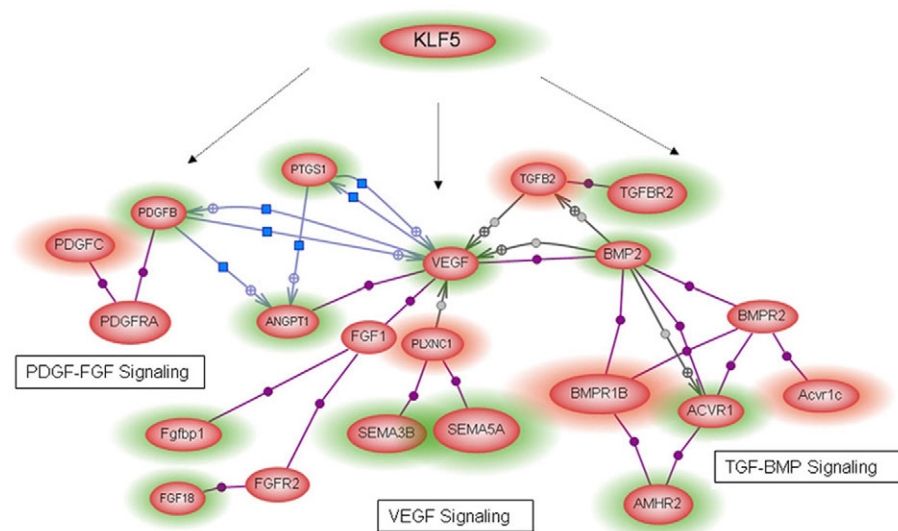 KLF5
PTGS1
TGFB2
TGFBR2
PDGFB
PDGFC
VEGF
BMP2
PDGFRA
ANGPT1
FGF1
PLXNC1
BMPR2
PDGF-FGF Signaling
BMPR1B
Acvr1c
ACVR1
Fgfbp1
SEMA3B
SEMA5A
TGF-BMP Signaling
FGF18
FGFR2
AMHR2
VEGF Signaling